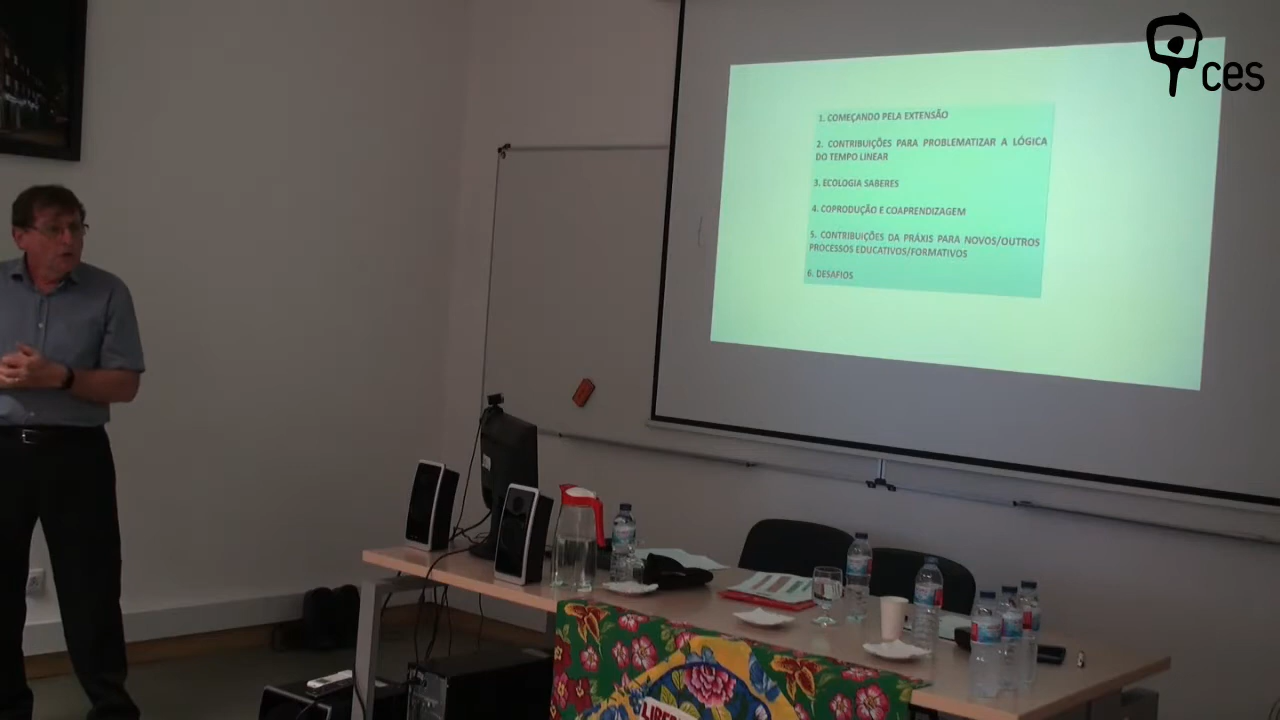 ces
1. COMEÇANDO PELA EXTENSÃO
2. CONTRIBUIÇÕES PARA PROBLEMATIZAR A LÓGICA
DO TEMPO LINEAR
3. ECOLOGIA SABERES
4. COPRODUÇÃO E COAPRENDIZAGEM
5. CONTRIBUIÇÕES DA PRÁXIS PARA NOVOS/OUTROS
PROCESSOS EDUCATIVOS/FORMATIVOS
6. DESAFIOS